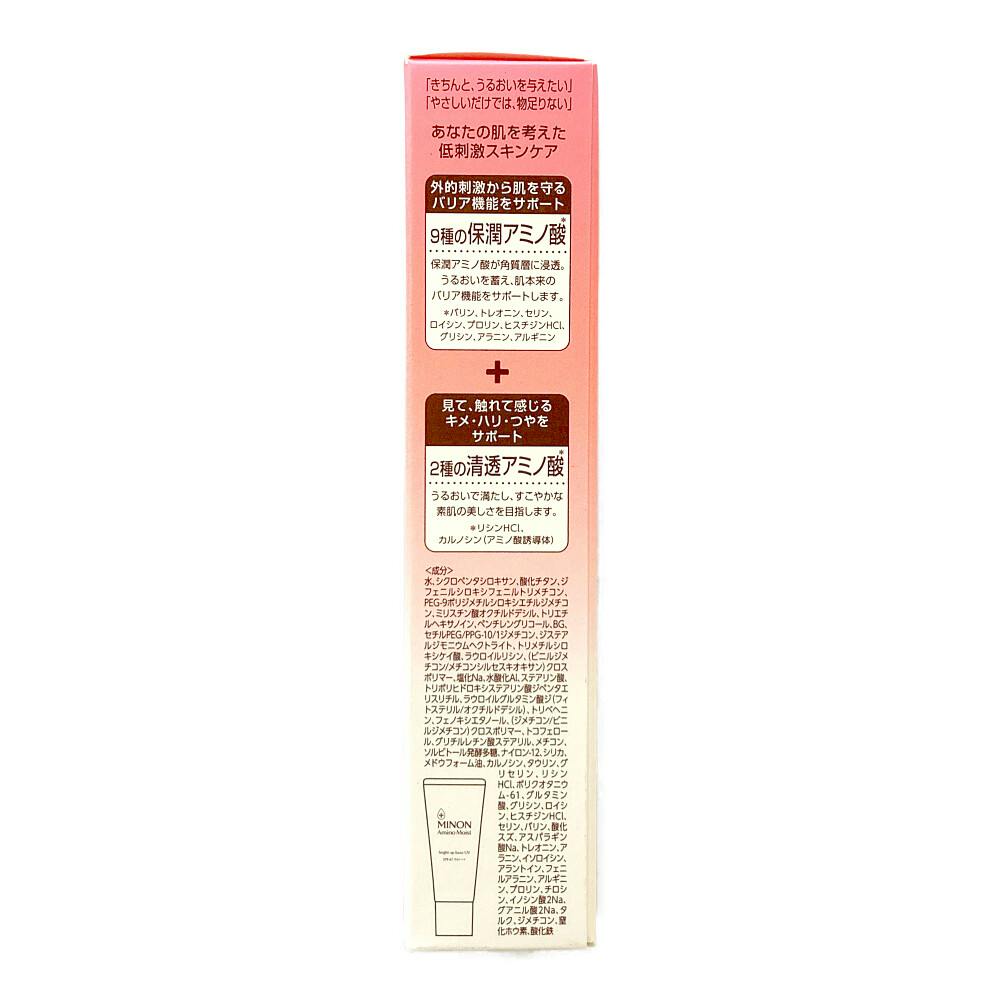 「きちんと、うるおいを与えたい」
「やさしいだけでは、物足りない」
あなたの肌を考えた
低刺激スキンケア
外的刺激から肌を守る
バリア機能をサポート
9種の保潤アミノ酸*
保潤アミノ酸が角質層に浸透。
うるおいを蓄え、肌本来の
バリア機能をサポートします。
*バリン、トレオニン、セリン、
ロイシン、プロリン、ヒスチジンHCl、
グリシン、アラニン、アルギニン
+
見て、触れて感じる
キメ・ハリ・つやを
サポート
2種の清透アミノ酸*
うるおいで満たし、すこやかな
素肌の美しさを目指します。
*リシンHCl、
カルノシン(アミノ酸誘導体)
<成分>
水、シクロペンタシロキサン、酸化チタン、ジ
フェニルシロキシフェニルトリメチコン、
PEG-9ポリジメチルシロキシエチルジメチコ
ン、ミリスチン酸オクチルドデシル、トリエチ
ルヘキサノイン、ペンチレングリコール、BG、
セチルPEG/PPG-10/1ジメチコン、ジステア
ルジモニウムヘクトライト、トリメチルシロ
キシケイ酸、ラウロイルリシン、(ビニルジメ
チコン/メチコンシルセスキオキサン)クロス
ポリマー、塩化Na、水酸化Al、ステアリン酸、
トリポリヒドロキシステアリン酸ジペンタエ
リスリチル、ラウロイルグルタミン酸ジ(フィ
トステリル/オクチルドデシル)、トリベヘニ
ン、フェノキシエタノール、(ジメチコン/ビニ
ルジメチコン)クロスポリマー、トコフェロー
ル、グリチルレチン酸ステアリル、メチコン、
ソルビトール発酵多糖、ナイロン-12、シリカ、
メドウフォーム油、カルノシン、タウリン、グ
リセリン、リシン
HCl、ポリクオタニウ
ム-61、グルタミン
酸、グリシン、ロイシ
ン、ヒスチジンHCl、
セリン、バリン、酸化
スズ、アスパラギン
酸Na、トレオニン、ア
ラニン、イソロイシン、
アラントイン、フェニ
ルアラニン、アルギニ
ン、プロリン、チロシ
ン、イノシン酸2Na、
グアニル酸2Na、タ
ルク、ジメチコン、窒
化ホウ素、酸化鉄
MINON
Amino Moist
bright up base UV
SPF47 PA+++